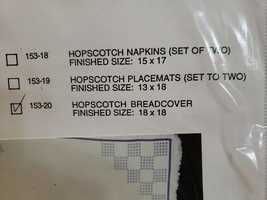 153-18 HOPSCOTCH NAPKINS (SET OF TWO)
FINISHED SIZE: 15 x 17
153-19 HOPSCOTCH PLACEMATS (SET TO TWO)
FINISHED SIZE: 13 x 18
153-20 HOPSCOTCH BREADCOVER
FINISHED SIZE: 18 x 18